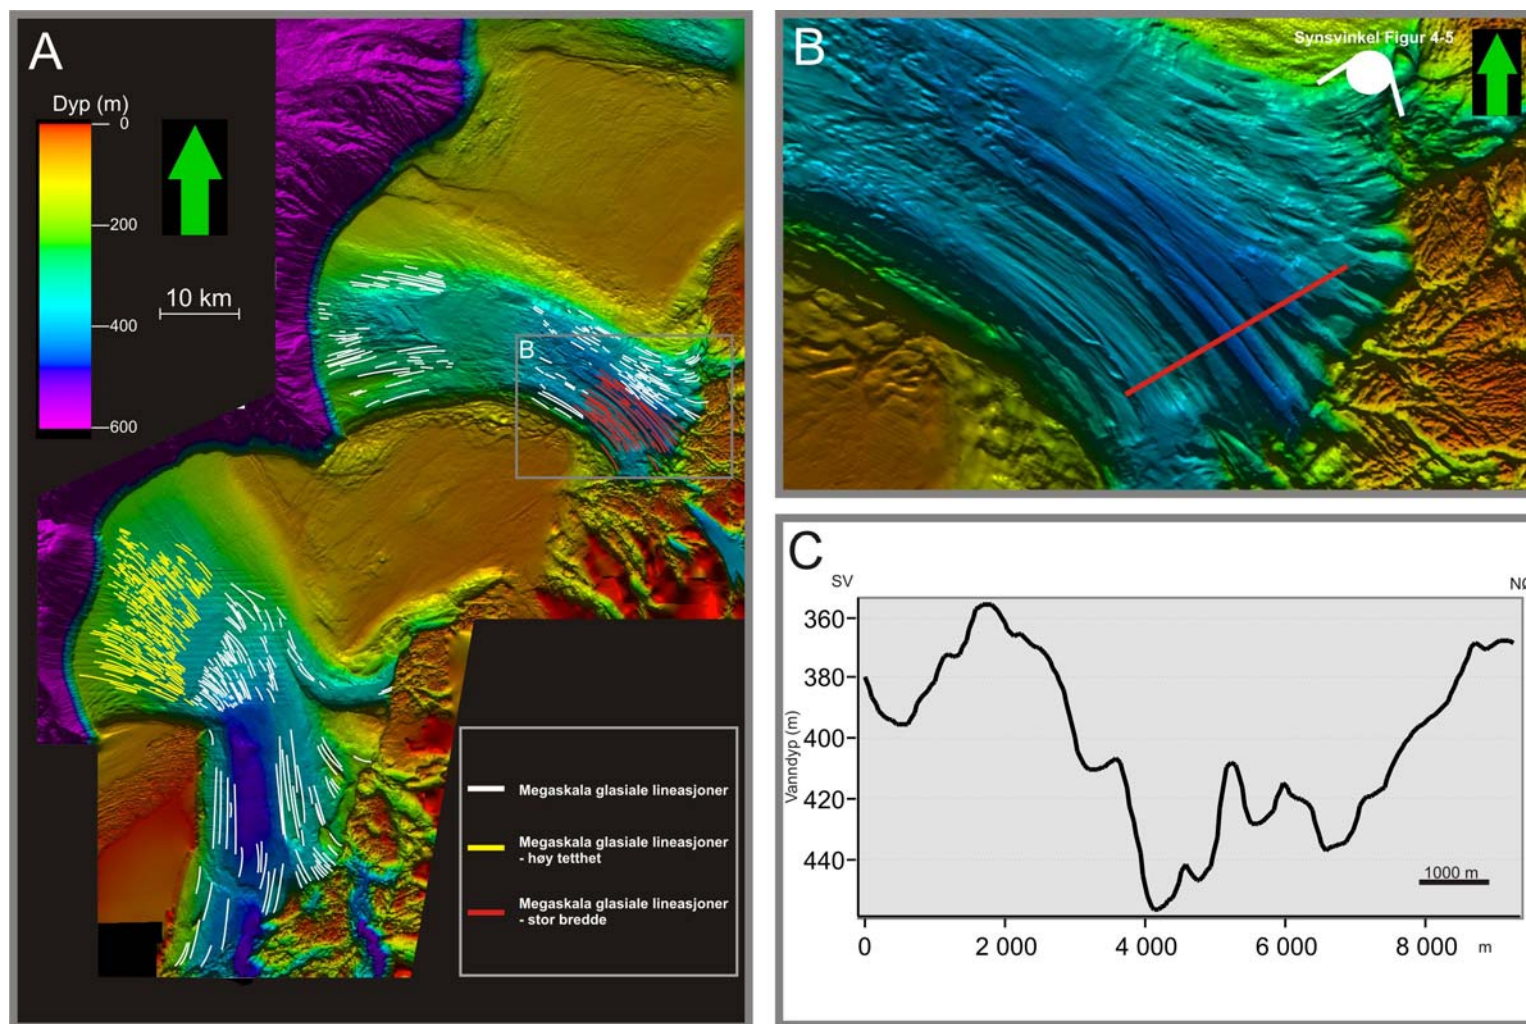 A
Dyp (m)
0
200
400
600
10 km
B
Megaskala glasiale lineasjoner
Megaskala glasiale lineasjoner
- høy tetthet
Megaskala glasiale lineasjoner
- stor bredde
B
Synsvinkel Figur 4-5
C
SV
NØ
360
380
400
420
440
Vanndyp (m)
1000 m
0
2 000
4 000
6 000
8 000
m